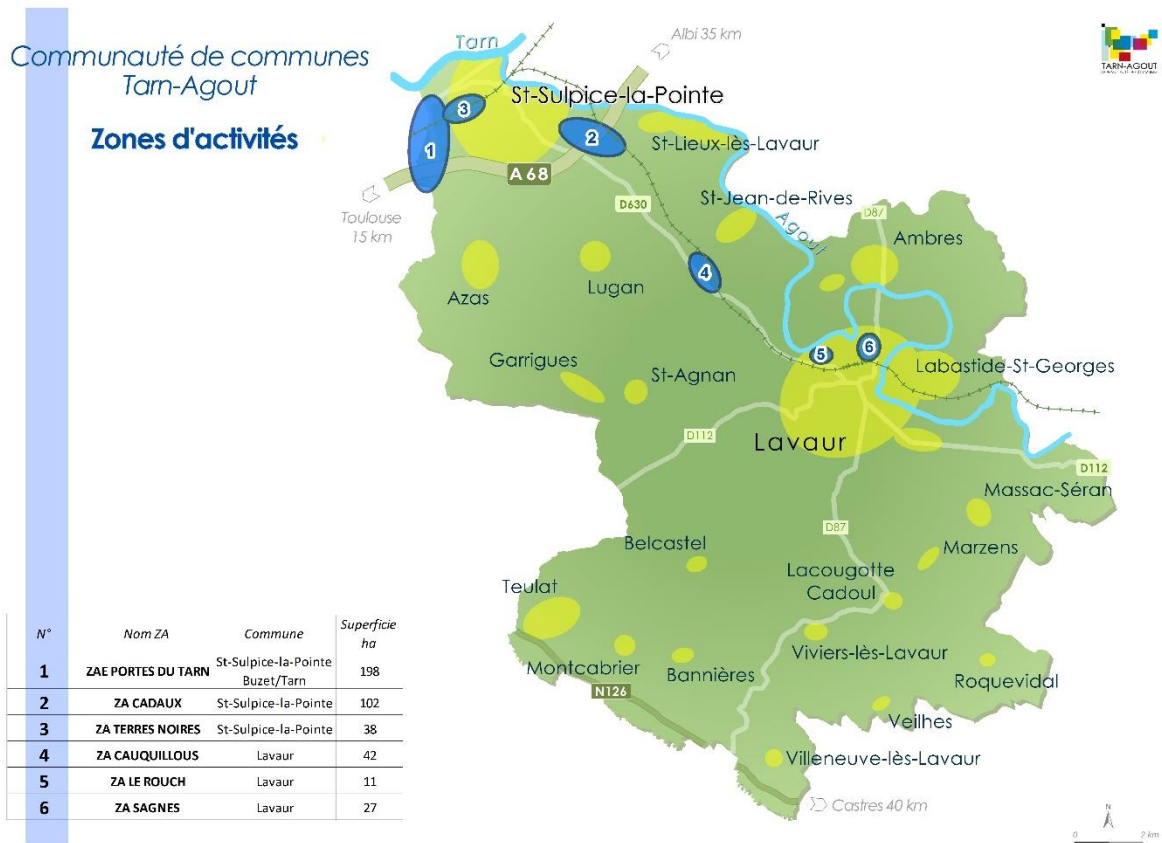 Communauté de communes
Tarn-Agout
Zones d'activités
Tarn
Albi 35 km
TARN-AGOUT
St-Sulpice-la-Pointe
3
2
1
St-Lieux-lès-Lavaur
A 68
Toulouse
15 km
D630
St-Jean-de-Rives
Agout
D87
Ambres
4
Azas
Lugan
5
6
Garrigues
St-Agnan
Labastide-St-Georges
D112
Lavaur
D112
Massac-Séran
D87
Belcastel
Marzens
Lacougotte
Cadoul
Teulat
Viviers-lès-Lavaur
Montcabrier
Bannières
Roquevidal
N126
Veilhes
Villeneuve-lès-Lavaur
Castres 40 km
N
0 2 km
N° Nom ZA Commune Superficie ha
1 ZAE PORTES DU TARN St-Sulpice-la-Pointe Buzet/Tarn 198
2 ZA CADAUX St-Sulpice-la-Pointe 102
3 ZA TERRES NOIRES St-Sulpice-la-Pointe 38
4 ZA CAUQUILLOUS Lavaur 42
5 ZA LE ROUCH Lavaur 11
6 ZA SAGNES Lavaur 27